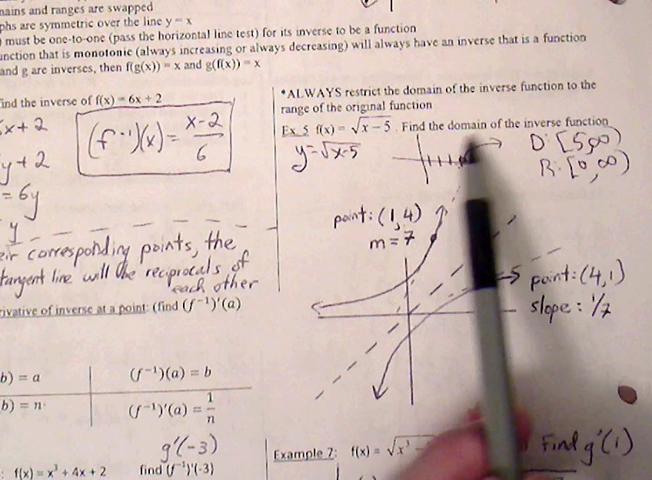 mains and ranges are swapped
phs are symmetric over the line y = x
) must be one-to-one (pass the horizontal line test) for its inverse to be a function
unction that is monotonic (always increasing or always decreasing) will always have an inverse that is a function
and g are inverses, then f(g(x)) = x and g(f(x)) = x
ind the inverse of f(x) = 6x + 2
5x + 2
y + 2
= 6y
y
(f⁻¹)(x) = x-2/6
eir corresponding points, the
tangent line will be reciprocals of
each other
rivative of inverse at a point: (find (f⁻¹)'(a)
b) = a
(f⁻¹)(a) = b
b) = n
(f⁻¹)'(a) = 1/n
g'(-3)
: f(x) = x³ + 4x + 2 find (f⁻¹)'(-3)
*ALWAYS restrict the domain of the inverse function to the
range of the original function
Ex 5 f(x) = √x-5. Find the domain of the inverse function
y = √x-5
D: [5,∞)
R: [0,∞)
point: (1,4)
m = 7
point: (4,1)
slope: 1/7
Example 7: f(x) = √x³ -
Find g'(1)